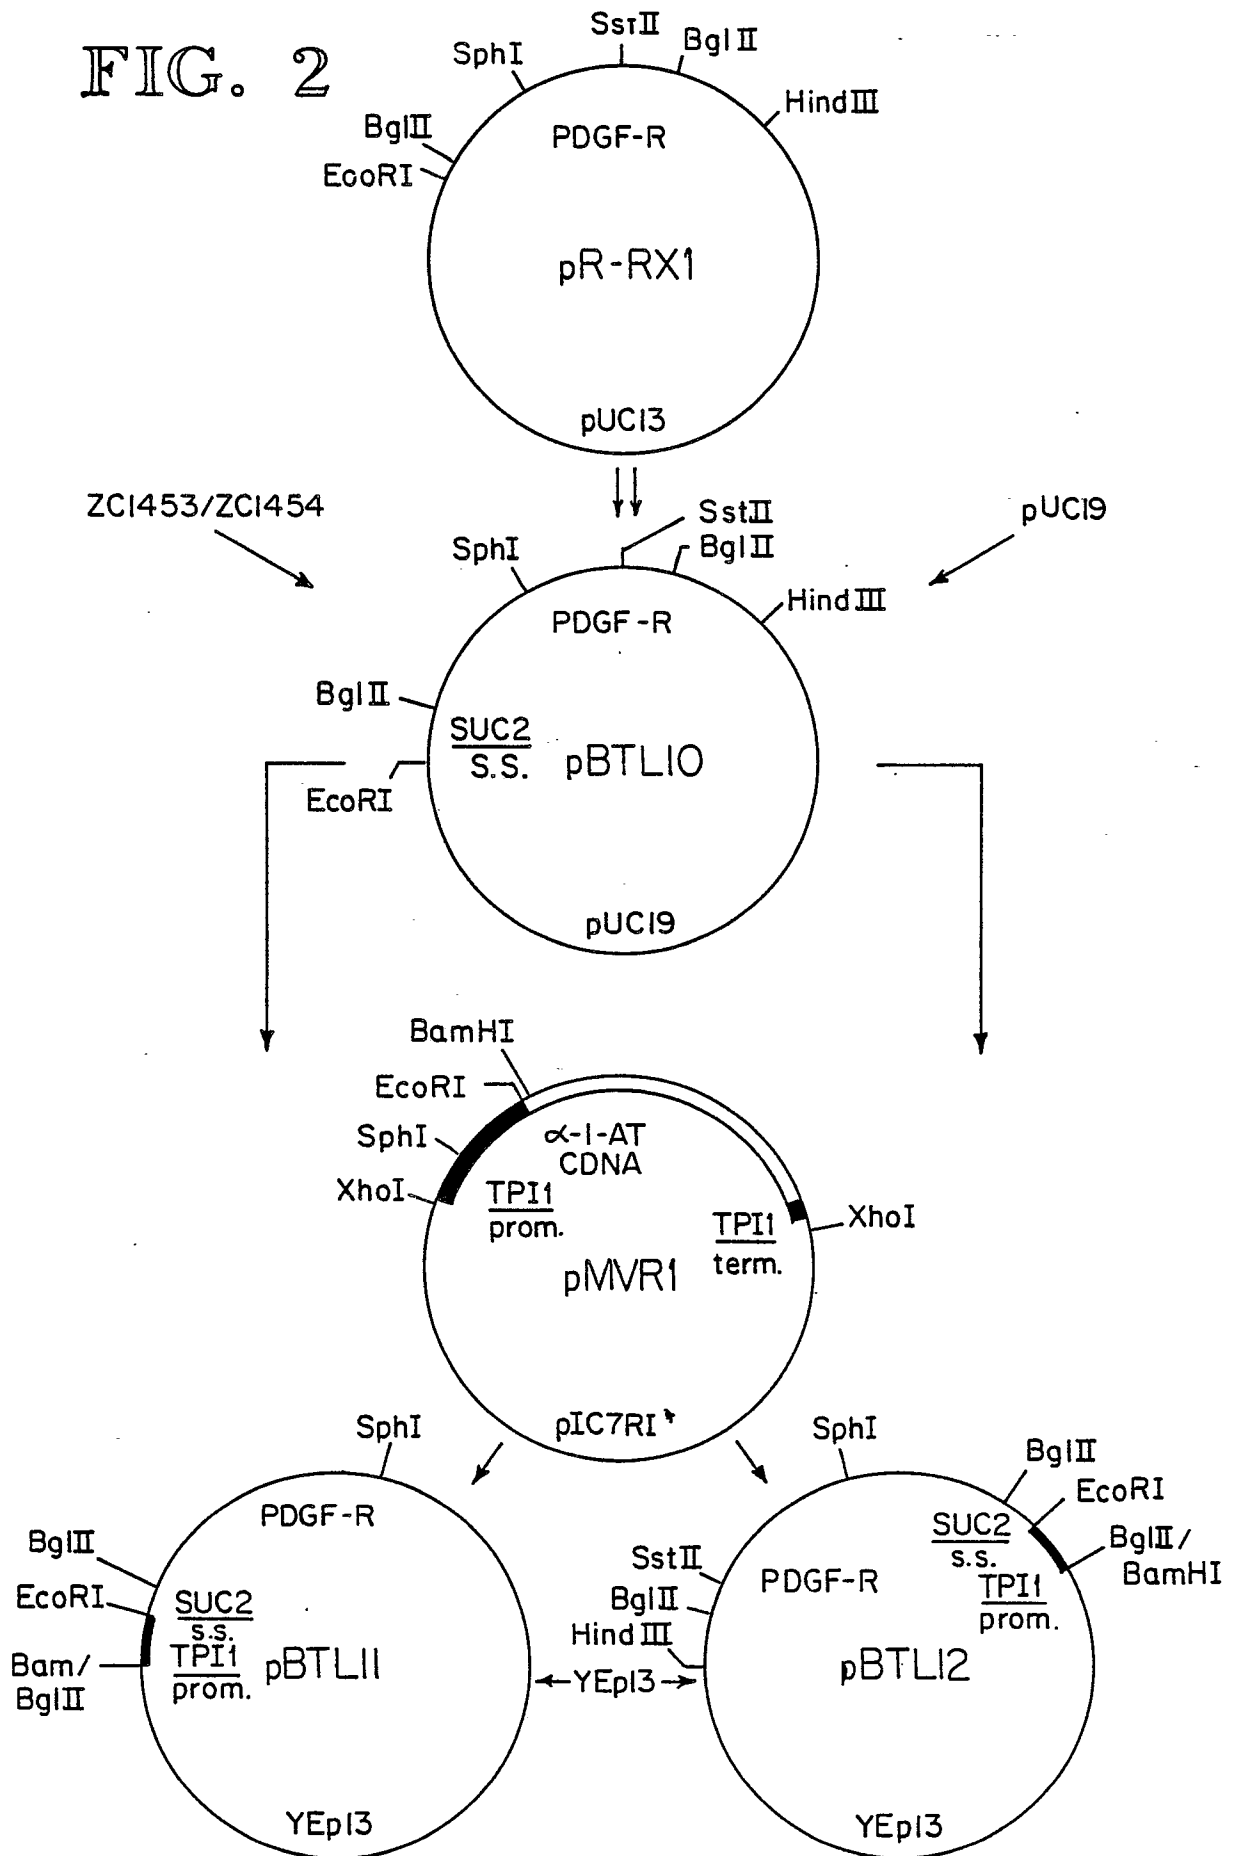 FIG. 2
SstII
BglII
SphI
HindIII
BglII
EcoRI
PDGF-R
pR-RX1
pUC13
ZC1453/ZC1454
pUC19
SstII
SphI
BglII
HindIII
PDGF-R
BglII
SUC2
S.S.
pBTL10
EcoRI
pUC19
BamHI
EcoRI
SphI
XhoI
α-1-AT
CDNA
TPI1
prom.
TPI1
term.
XhoI
pMVR1
pIC7RI*
SphI
PDGF-R
BglII
EcoRI
SUC2
s.s.
TPI1
prom.
Bam/
BglII
pBTL11
YEp13
YEp13
SphI
BglII
EcoRI
SUC2
s.s.
BglII/
BamHI
TPI1
prom.
SstII
PDGF-R
BglII
HindIII
pBTL12
YEp13